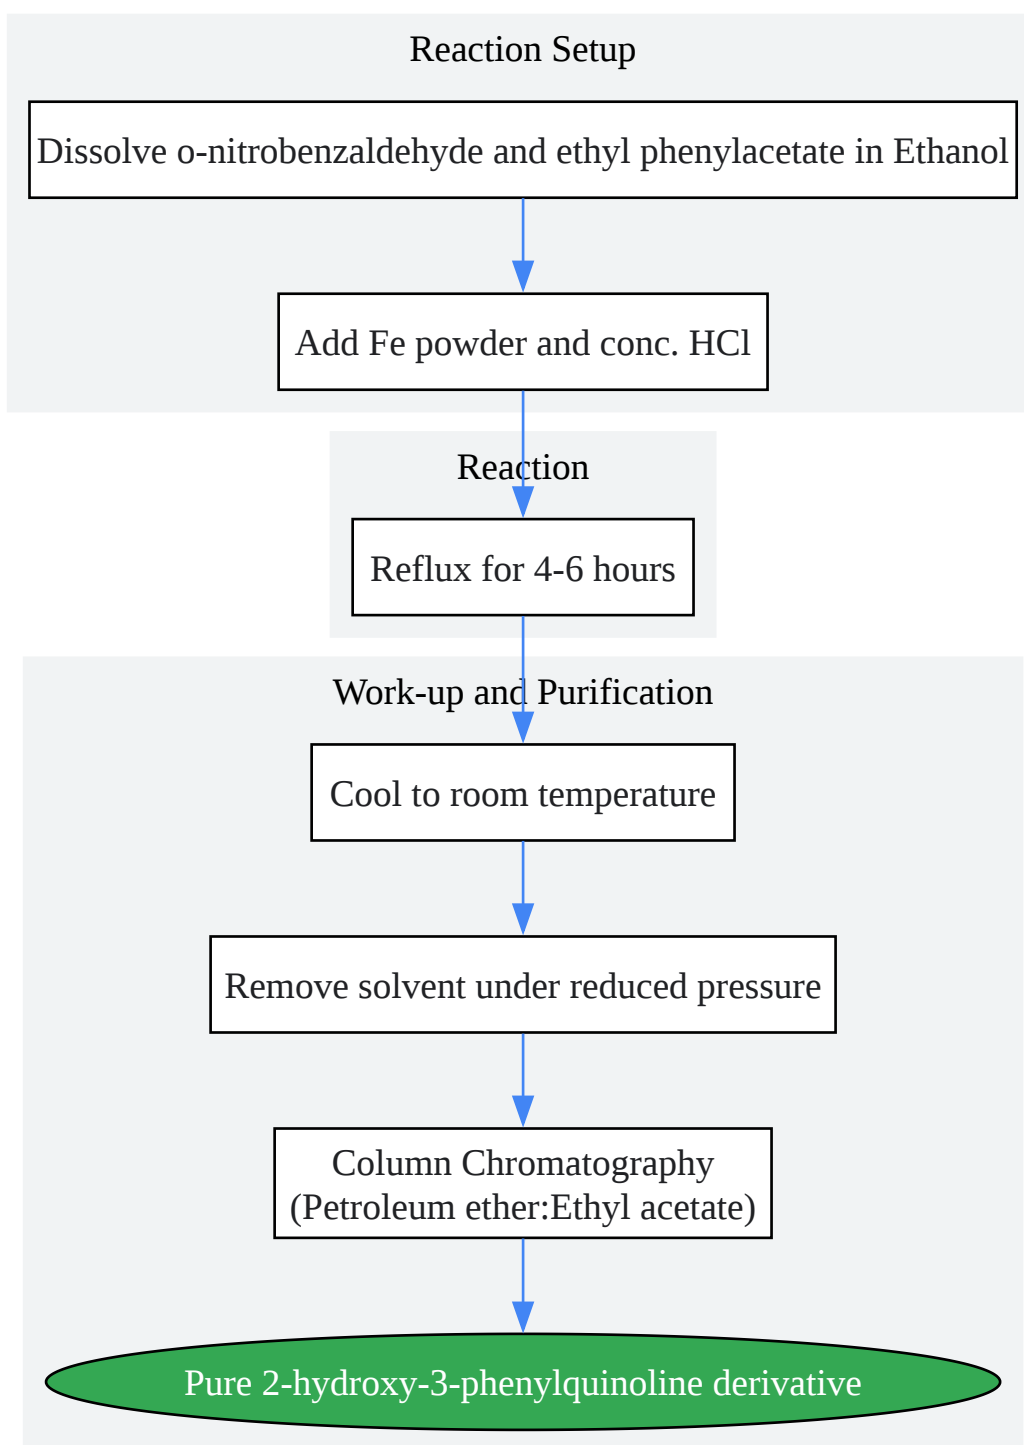 Reaction Setup
Dissolve o-nitrobenzaldehyde and ethyl phenylacetate in Ethanol
Add Fe powder and conc. HCl
Reaction
Reflux for 4-6 hours
Work-up and Purification
Cool to room temperature
Remove solvent under reduced pressure
Column Chromatography
(Petroleum ether:Ethyl acetate)
Pure 2-hydroxy-3-phenylquinoline derivative